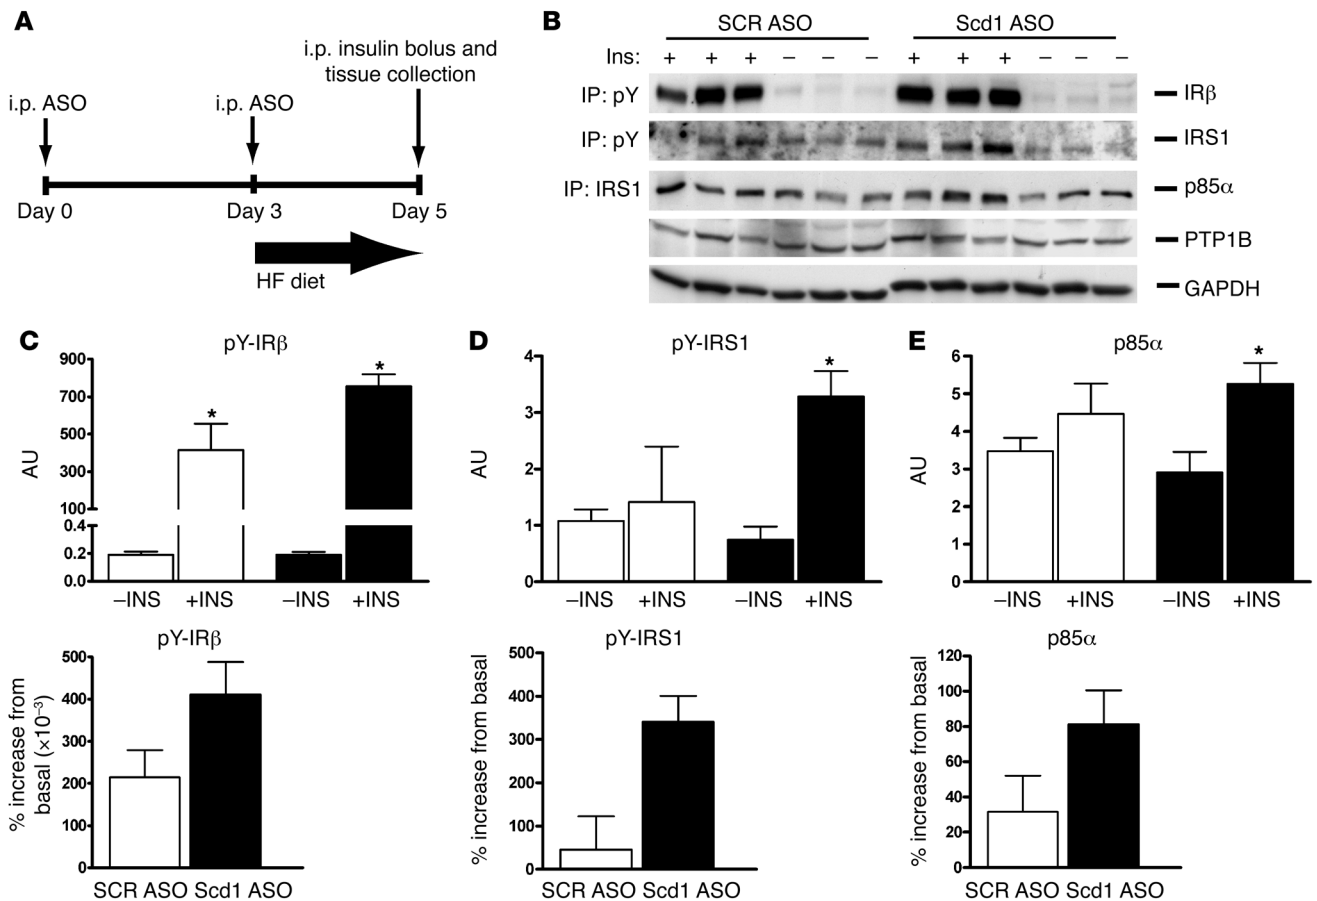 A
i.p. insulin bolus and
tissue collection
i.p. ASO
i.p. ASO
Day 0
Day 3
Day 5
HF diet
B
SCR ASO
Scd1 ASO
Ins: + + + – – – + + + – – –
IP: pY
IRβ
IP: pY
IRS1
IP: IRS1
p85α
PTP1B
GAPDH
C
pY-IRβ
AU
900
700
500
300
100
0.4
0.2
0.0
*
*
–INS +INS –INS +INS
pY-IRβ
% increase from
basal (×10⁻³)
500
400
300
200
100
0
SCR ASO Scd1 ASO
D
pY-IRS1
AU
4
3
2
1
0
*
–INS +INS –INS +INS
pY-IRS1
% increase from basal
500
400
300
200
100
0
SCR ASO Scd1 ASO
E
p85α
AU
6
5
4
3
2
1
0
*
–INS +INS –INS +INS
p85α
% increase from basal
120
100
80
60
40
20
0
SCR ASO Scd1 ASO